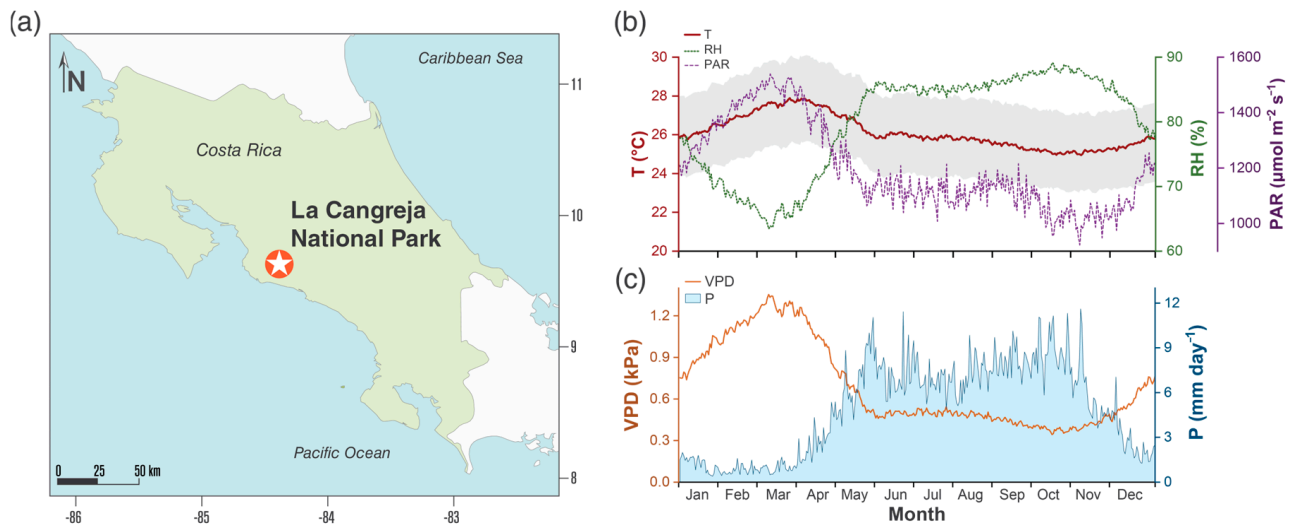 (a)
N
Caribbean Sea
Costa Rica
La Cangreja
National Park
Pacific Ocean
0 25 50 km
11
10
9
8
-86 -85 -84 -83
(b)
T
RH
PAR
30
28
26
24
22
20
T (°C)
90
80
70
60
RH (%)
1600
1400
1200
1000
PAR (μmol m⁻² s⁻¹)
(c)
VPD
P
1.2
0.9
0.6
0.3
0.0
VPD (kPa)
12
9
6
3
0
P (mm day⁻¹)
Jan Feb Mar Apr May Jun Jul Aug Sep Oct Nov Dec
Month